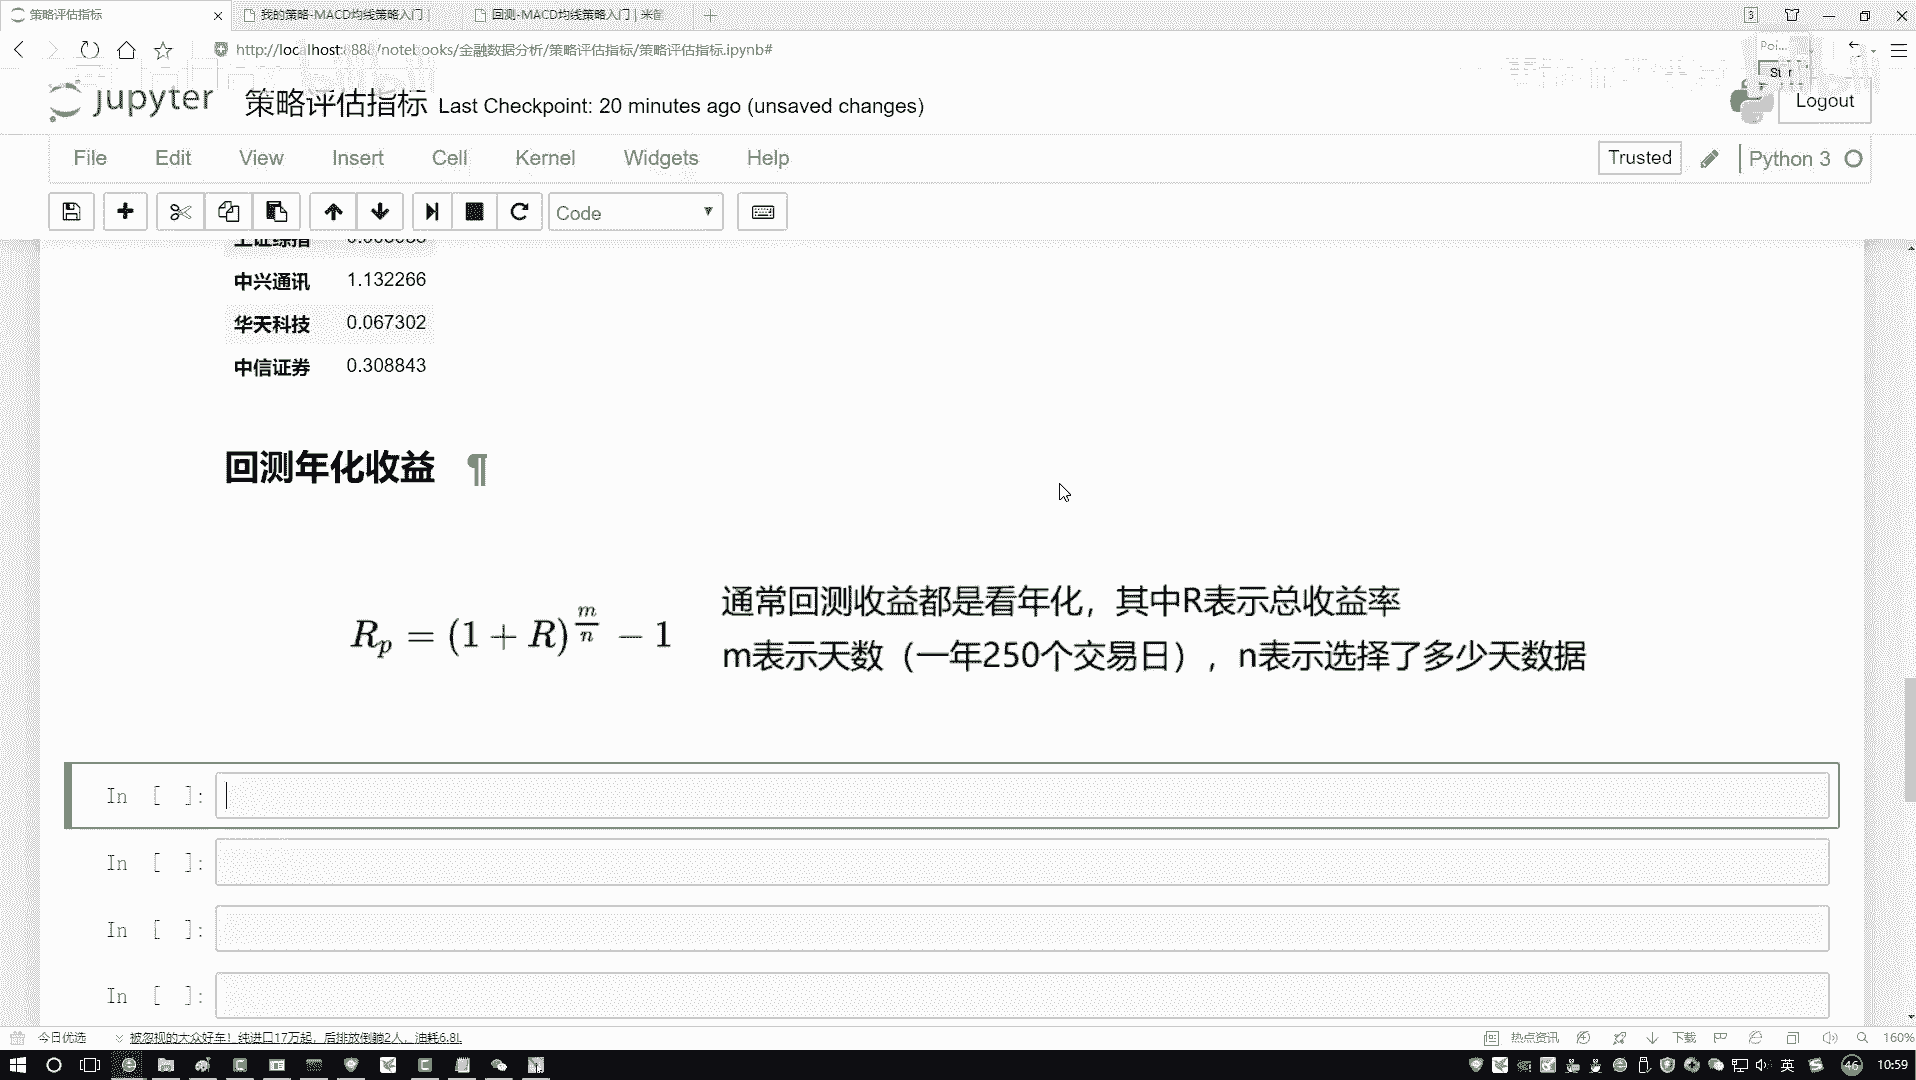 策略评估指标
我的策略-MACD均线策略入门 |
回测-MACD均线策略入门 | 米筐
3
http://localhost:888/notebooks/金融数据分析/策略评估指标/策略评估指标.ipynb#
Poi...
jupyter 策略评估指标 Last Checkpoint: 20 minutes ago (unsaved changes)
Logout
File Edit View Insert Cell Kernel Widgets Help
Trusted
Python 3
Code
上证综指
中兴通讯 1.132266
华天科技 0.067302
中信证券 0.308843
回测年化收益 ¶
R_p = (1 + R)^{m/n} − 1
通常回测收益都是看年化，其中R表示总收益率
m表示天数（一年250个交易日），n表示选择了多少天数据
In [ ]:
In [ ]:
In [ ]:
In [ ]:
今日优选
被忽视的大众好车！纯进口17万起，后排放倒躺2人，油耗6.8L
热点资讯
下载
160%
英
46
10:59